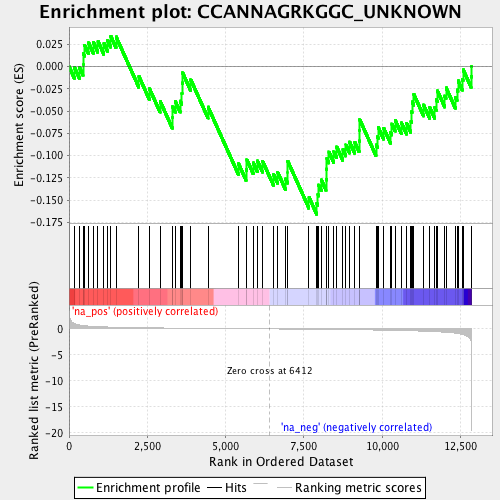 Enrichment plot: CCANNAGRKGGC_UNKNOWN
Enrichment score (ES)
0.025
0.000
-0.025
-0.050
-0.075
-0.100
-0.125
-0.150
-0.175
'na_pos' (positively correlated)
Ranked list metric (PreRanked)
0
-5
-10
-15
-20
Zero cross at 6412
'na_neg' (negatively correlated)
0
2,500
5,000
7,500
10,000
12,500
Rank in Ordered Dataset
Enrichment profile
Hits
Ranking metric scores